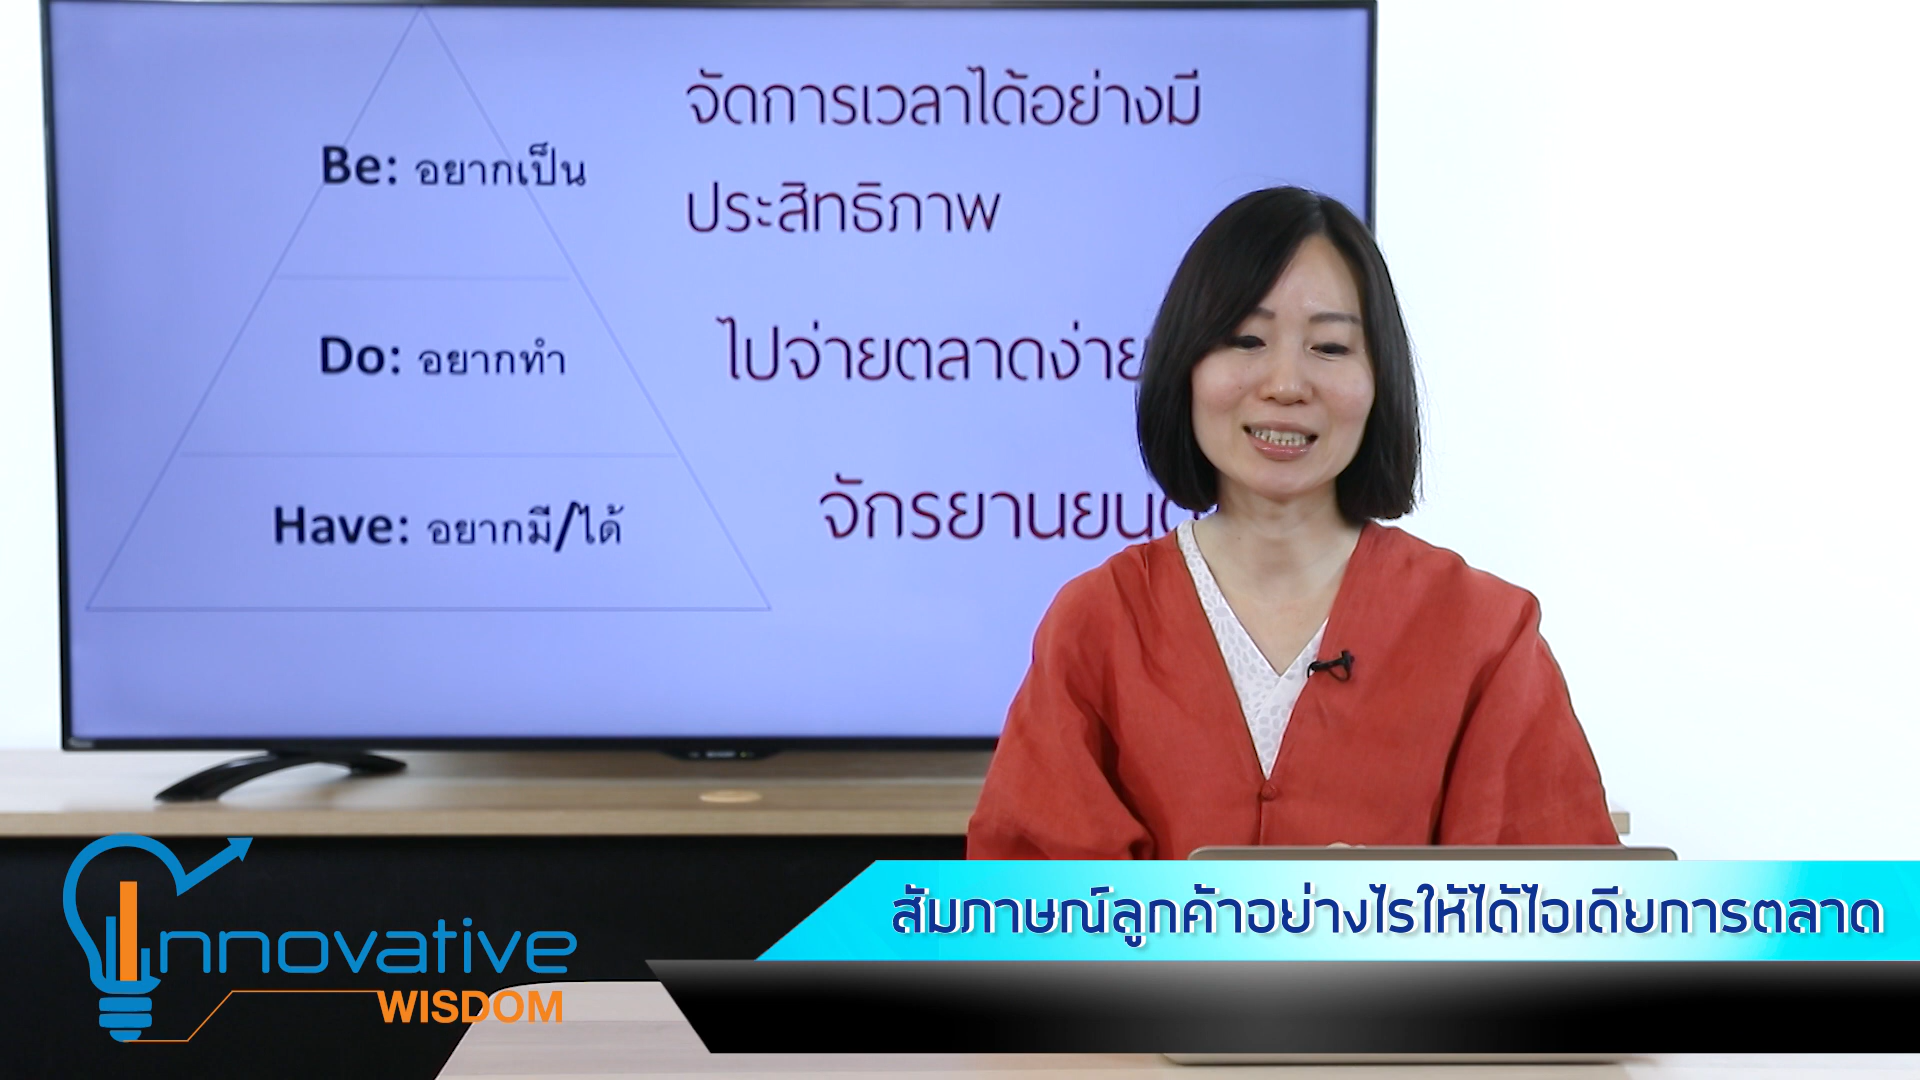 จัดการเวลาได้อย่างมี
ประสิทธิภาพ
Be: อยากเป็น
Do: อยากทำ
ไปจ่ายตลาดง่าย
Have: อยากมี/ได้
จักรยานยน
สัมภาษณ์ลูกค้าอย่างไรให้ได้ไอเดียการตลาด
innovative
WISDOM